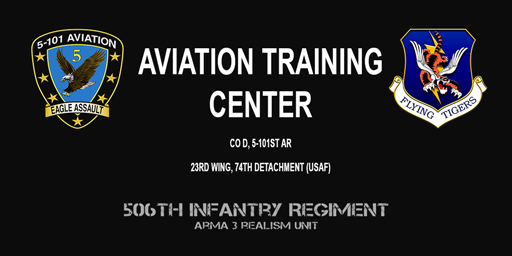 5-101 AVIATION
5
EAGLE ASSAULT
AVIATION TRAINING
CENTER
FLYING TIGERS
CO D, 5-101ST AR
23RD WING, 74TH DETACHMENT (USAF)
506TH INFANTRY REGIMENT
ARMA 3 REALISM UNIT